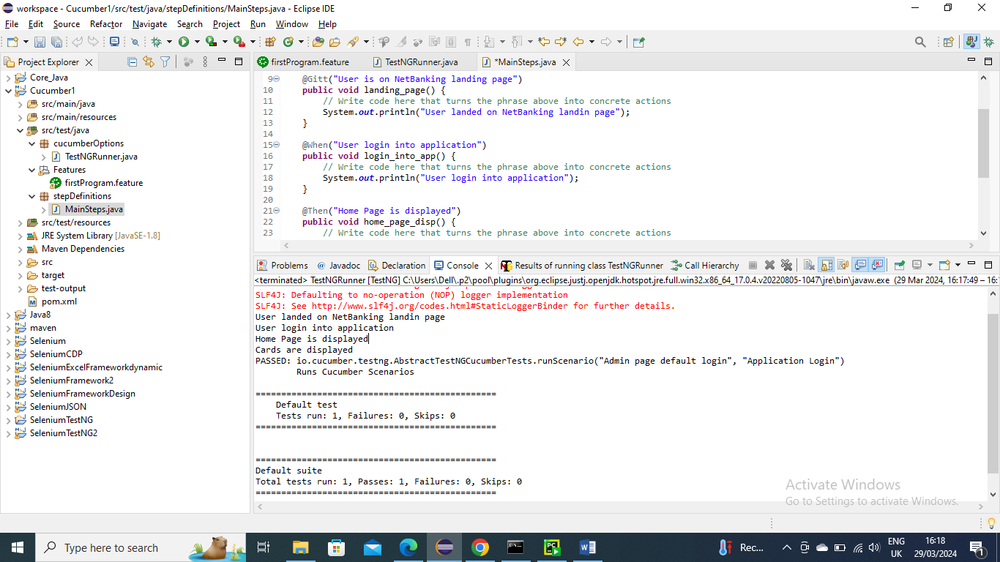 workspace - Cucumber1/src/test/java/stepDefinitions/MainSteps.java - Eclipse IDE
File Edit Source Refactor Navigate Search Project Run Window Help
Project Explorer
Core_Java
Cucumber1
src/main/java
src/main/resources
src/test/java
cucumberOptions
TestNGRunner.java
Features
firstProgram.feature
stepDefinitions
MainSteps.java
src/test/resources
JRE System Library [JavaSE-1.8]
Maven Dependencies
src
target
test-output
pom.xml
Java8
maven
Selenium
SeleniumCDP
SeleniumExcelFrameworkdynamic
SeleniumFramework2
SeleniumFrameworkDesign
SeleniumJSON
SeleniumTestNG
SeleniumTestNG2
firstProgram.feature TestNGRunner.java *MainSteps.java
9 @Gitt("User is on NetBanking landing page")
10 public void landing_page() {
11 // Write code here that turns the phrase above into concrete actions
12 System.out.println("User landed on NetBanking landin page");
13 }
14
15 @When("User login into application")
16 public void login_into_app() {
17 // Write code here that turns the phrase above into concrete actions
18 System.out.println("User login into application");
19 }
20
21 @Then("Home Page is displayed")
22 public void home_page_disp() {
23 // Write code here that turns the phrase above into concrete actions
Problems @ Javadoc Declaration Console Results of running class TestNGRunner Call Hierarchy
<terminated> TestNGRunner [TestNG] C:\Users\Dell\.p2\pool\plugins\org.eclipse.justj.openjdk.hotspot.jre.full.win32.x86_64_17.0.4.v20220805-1047\jre\bin\javaw.exe (29 Mar 2024, 16:17:49 – 16:
SLF4J: Defaulting to no-operation (NOP) logger implementation
SLF4J: See http://www.slf4j.org/codes.html#StaticLoggerBinder for further details.
User landed on NetBanking landin page
User login into application
Home Page is displayed
Cards are displayed
PASSED: io.cucumber.testng.AbstractTestNGCucumberTests.runScenario("Admin page default login", "Application Login")
Runs Cucumber Scenarios
===============================================
Default test
Tests run: 1, Failures: 0, Skips: 0
===============================================
===============================================
Default suite
Total tests run: 1, Passes: 1, Failures: 0, Skips: 0
===============================================
Activate Windows
Go to Settings to activate Windows.
Type here to search
Rec...
ENG
UK
16:18
29/03/2024
1